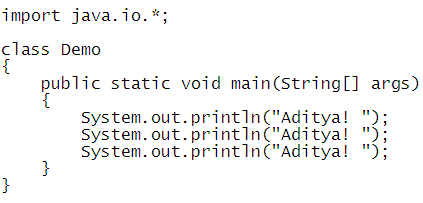 import java.io.*;
class Demo
{
    public static void main(String[] args)
    {
        System.out.println("Aditya! ");
        System.out.println("Aditya! ");
        System.out.println("Aditya! ");
    }
}